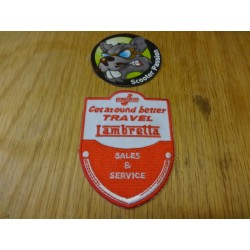 Scooter Passion
Get around better
TRAVEL
Lambretta
SALES
&
SERVICE